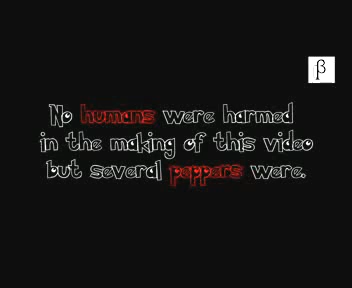 β
No humans were harmed
in the making of this video
but several peppers were.